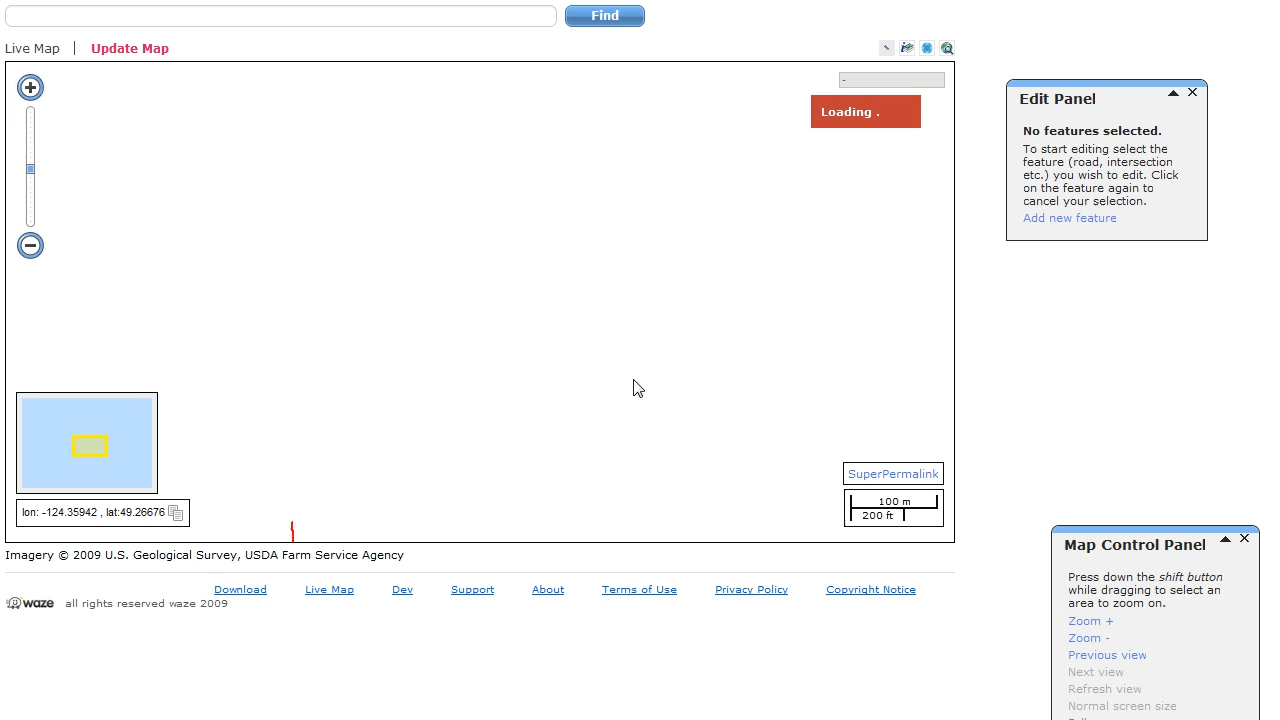 Find
Live Map | Update Map
-
Loading .
Edit Panel
No features selected.
To start editing select the
feature (road, intersection
etc.) you wish to edit. Click
on the feature again to
cancel your selection.
Add new feature
SuperPermalink
100 m
200 ft
lon: -124.35942 , lat:49.26676
Imagery © 2009 U.S. Geological Survey, USDA Farm Service Agency
Map Control Panel
Press down the shift button
while dragging to select an
area to zoom on.
Zoom +
Zoom -
Previous view
Next view
Refresh view
Normal screen size
Download Live Map Dev Support About Terms of Use Privacy Policy Copyright Notice
waze all rights reserved waze 2009